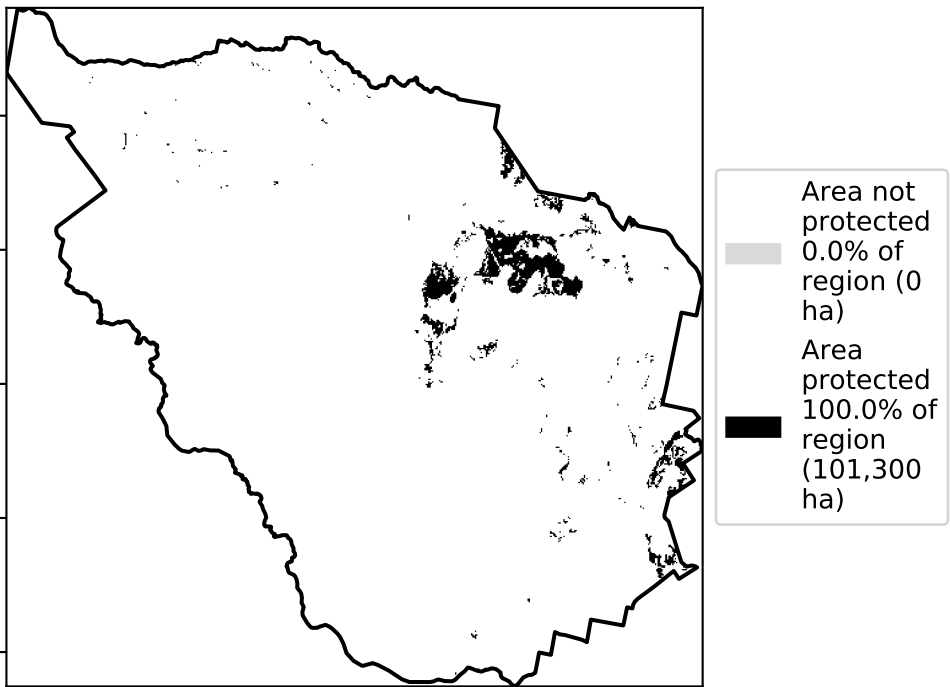 Area not
protected
0.0% of
region (0
ha)
Area
protected
100.0% of
region
(101,300
ha)